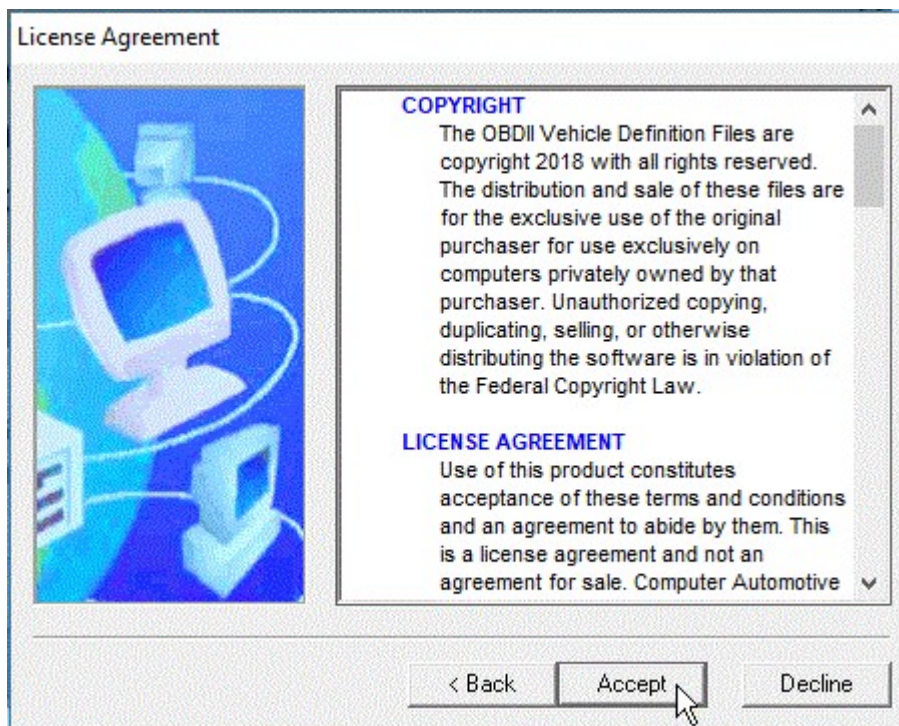 License Agreement
COPYRIGHT
The OBDII Vehicle Definition Files are
copyright 2018 with all rights reserved.
The distribution and sale of these files are
for the exclusive use of the original
purchaser for use exclusively on
computers privately owned by that
purchaser. Unauthorized copying,
duplicating, selling, or otherwise
distributing the software is in violation of
the Federal Copyright Law.
LICENSE AGREEMENT
Use of this product constitutes
acceptance of these terms and conditions
and an agreement to abide by them. This
is a license agreement and not an
agreement for sale. Computer Automotive
< Back Accept Decline